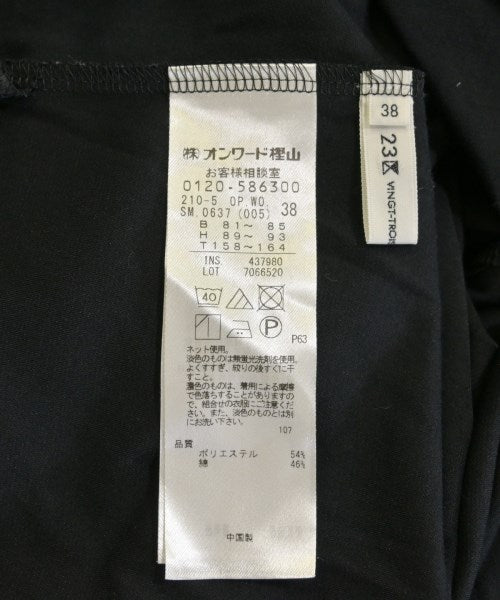 ㈱オンワード樫山
お客様相談室
0120-586300
210-5 OP WO.
SM.0637 (005) 38
B 81~ 85
H 89~ 93
T 158~ 164
INS 437980
LOT 7066520
40
P
P63
ネット使用。
淡色のものは無蛍光洗剤を使用。
よくすすぎ、絞りの後すぐに干
すこと。
濃色のものは、着用による摩擦
で色落ちすることがありますの
で、組合せの衣服にご注意くださ
い。また、淡色のものとは別
にお洗い下さい。
107
品質
ポリエステル 54%
綿 46%
中国製
38
23区
VINGT-TROIS